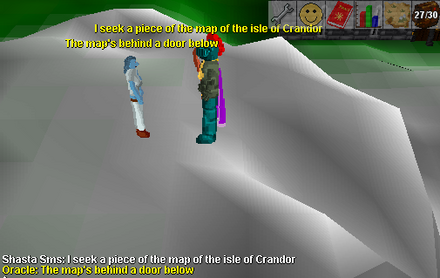 27/30
I seek a piece of the map of the isle of Crandor
The map's behind a door below
Shasta Sms: I seek a piece of the map of the isle of Crandor
Oracle: The map's behind a door below